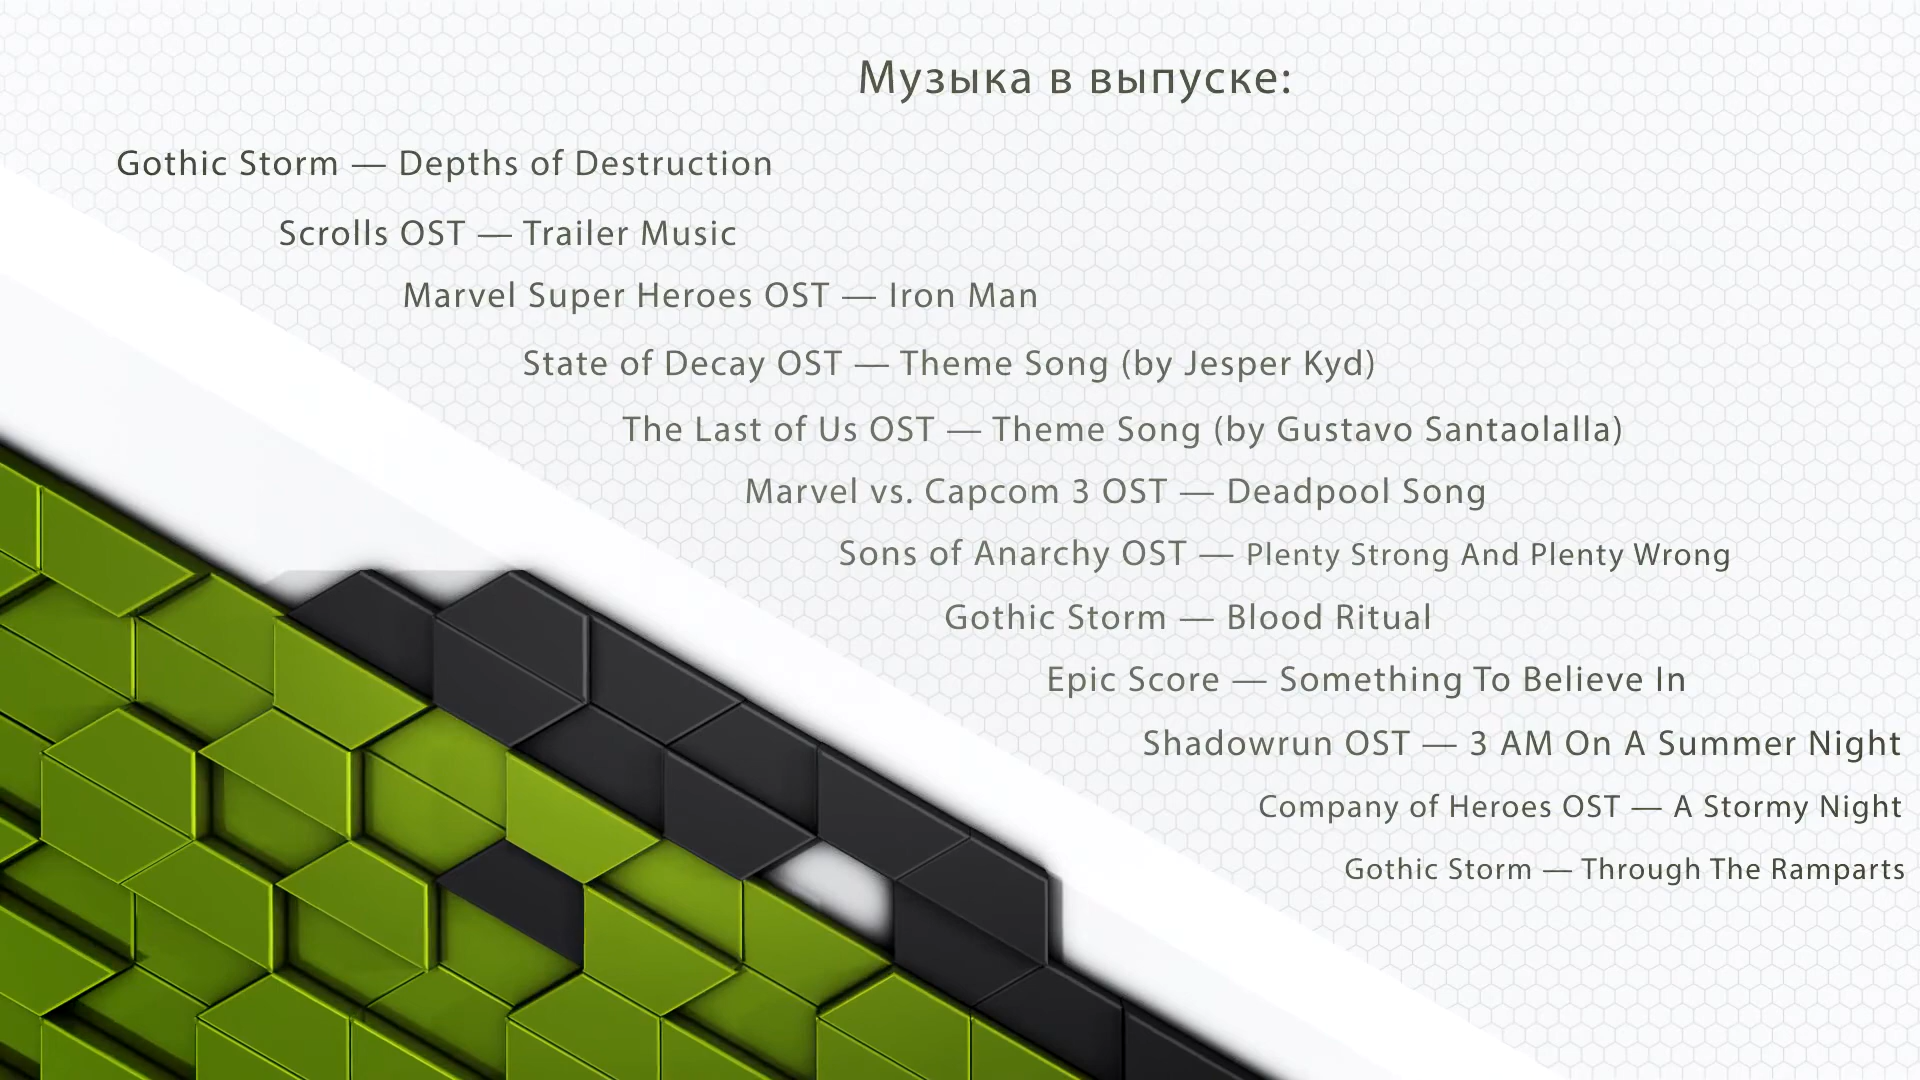 Музыка в выпуске:
Gothic Storm — Depths of Destruction
Scrolls OST — Trailer Music
Marvel Super Heroes OST — Iron Man
State of Decay OST — Theme Song (by Jesper Kyd)
The Last of Us OST — Theme Song (by Gustavo Santaolalla)
Marvel vs. Capcom 3 OST — Deadpool Song
Sons of Anarchy OST — Plenty Strong And Plenty Wrong
Gothic Storm — Blood Ritual
Epic Score — Something To Believe In
Shadowrun OST — 3 AM On A Summer Night
Company of Heroes OST — A Stormy Night
Gothic Storm — Through The Ramparts